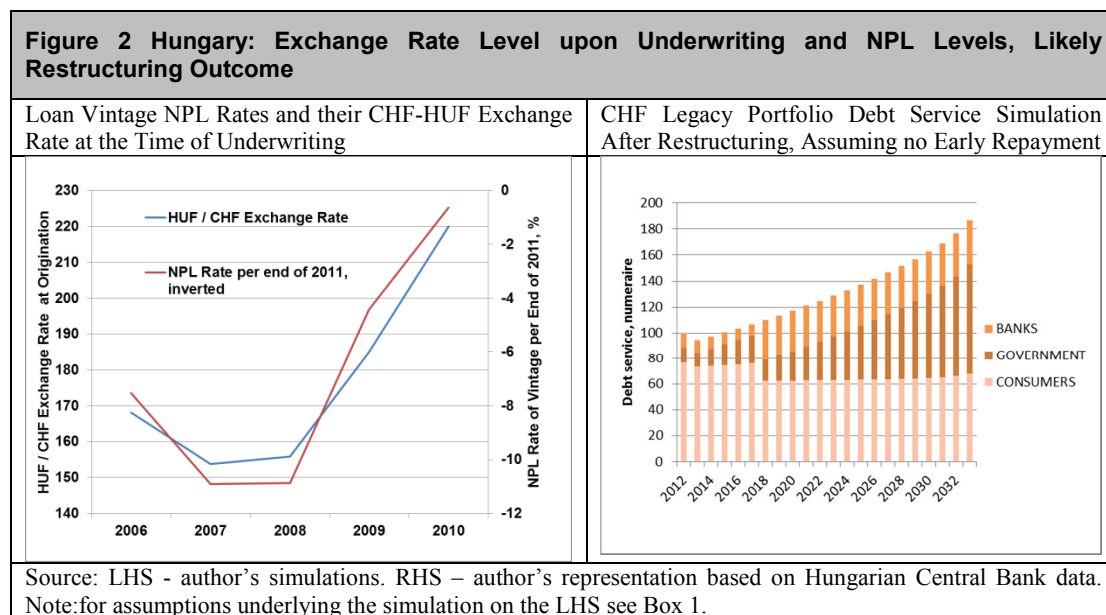 Figure 2 Hungary: Exchange Rate Level upon Underwriting and NPL Levels, Likely
Restructuring Outcome
Loan Vintage NPL Rates and their CHF-HUF Exchange
Rate at the Time of Underwriting
CHF Legacy Portfolio Debt Service Simulation
After Restructuring, Assuming no Early Repayment
HUF / CHF Exchange Rate at Origination
230
220
210
200
190
180
170
160
150
140
HUF / CHF Exchange Rate
NPL Rate per end of 2011,
inverted
0
-2
-4
-6
-8
-10
-12
NPL Rate of Vintage per End of 2011, %
2006
2007
2008
2009
2010
Debt service, numeraire
200
180
160
140
120
100
80
60
40
20
0
2012
2014
2016
2018
2020
2022
2024
2026
2028
2030
2032
BANKS
GOVERNMENT
CONSUMERS
Source: LHS - author's simulations. RHS – author's representation based on Hungarian Central Bank data.
Note:for assumptions underlying the simulation on the LHS see Box 1.